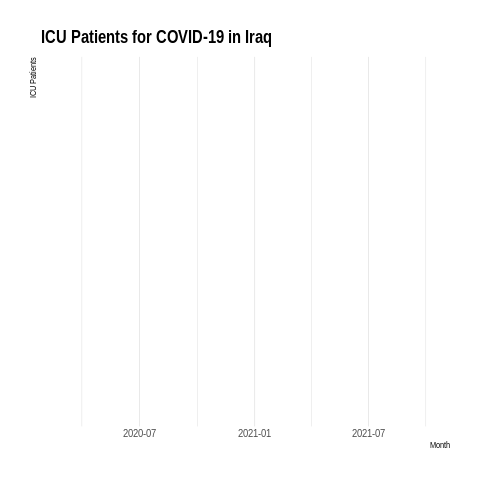 ICU Patients for COVID-19 in Iraq
ICU Patients
2020-07
2021-01
2021-07
Month